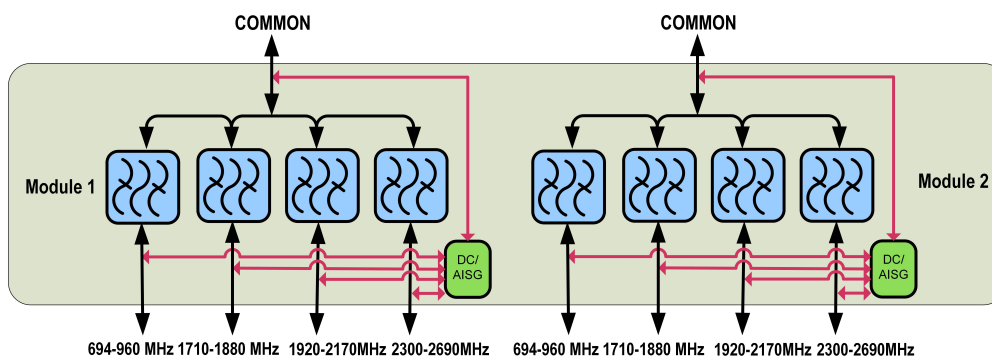 COMMON
COMMON
Module 1
Module 2
DC/
AISG
DC/
AISG
694-960 MHz 1710-1880 MHz 1920-2170MHz 2300-2690MHz
694-960 MHz 1710-1880 MHz 1920-2170MHz 2300-2690MHz